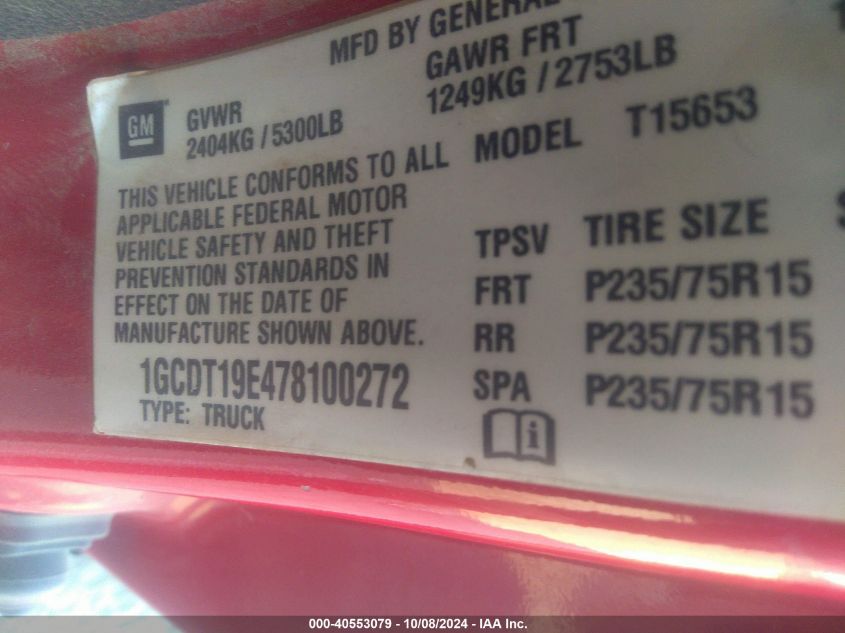 MFD BY GENERAL
GM
GVWR
2404KG / 5300LB
GAWR FRT
1249KG / 2753LB
THIS VEHICLE CONFORMS TO ALL
APPLICABLE FEDERAL MOTOR
VEHICLE SAFETY AND THEFT
PREVENTION STANDARDS IN
EFFECT ON THE DATE OF
MANUFACTURE SHOWN ABOVE.
1GCDT19E478100272
TYPE: TRUCK
MODEL T15653
TPSV TIRE SIZE
FRT P235/75R15
RR P235/75R15
SPA P235/75R15
i
000-40553079 - 10/08/2024 - IAA Inc.